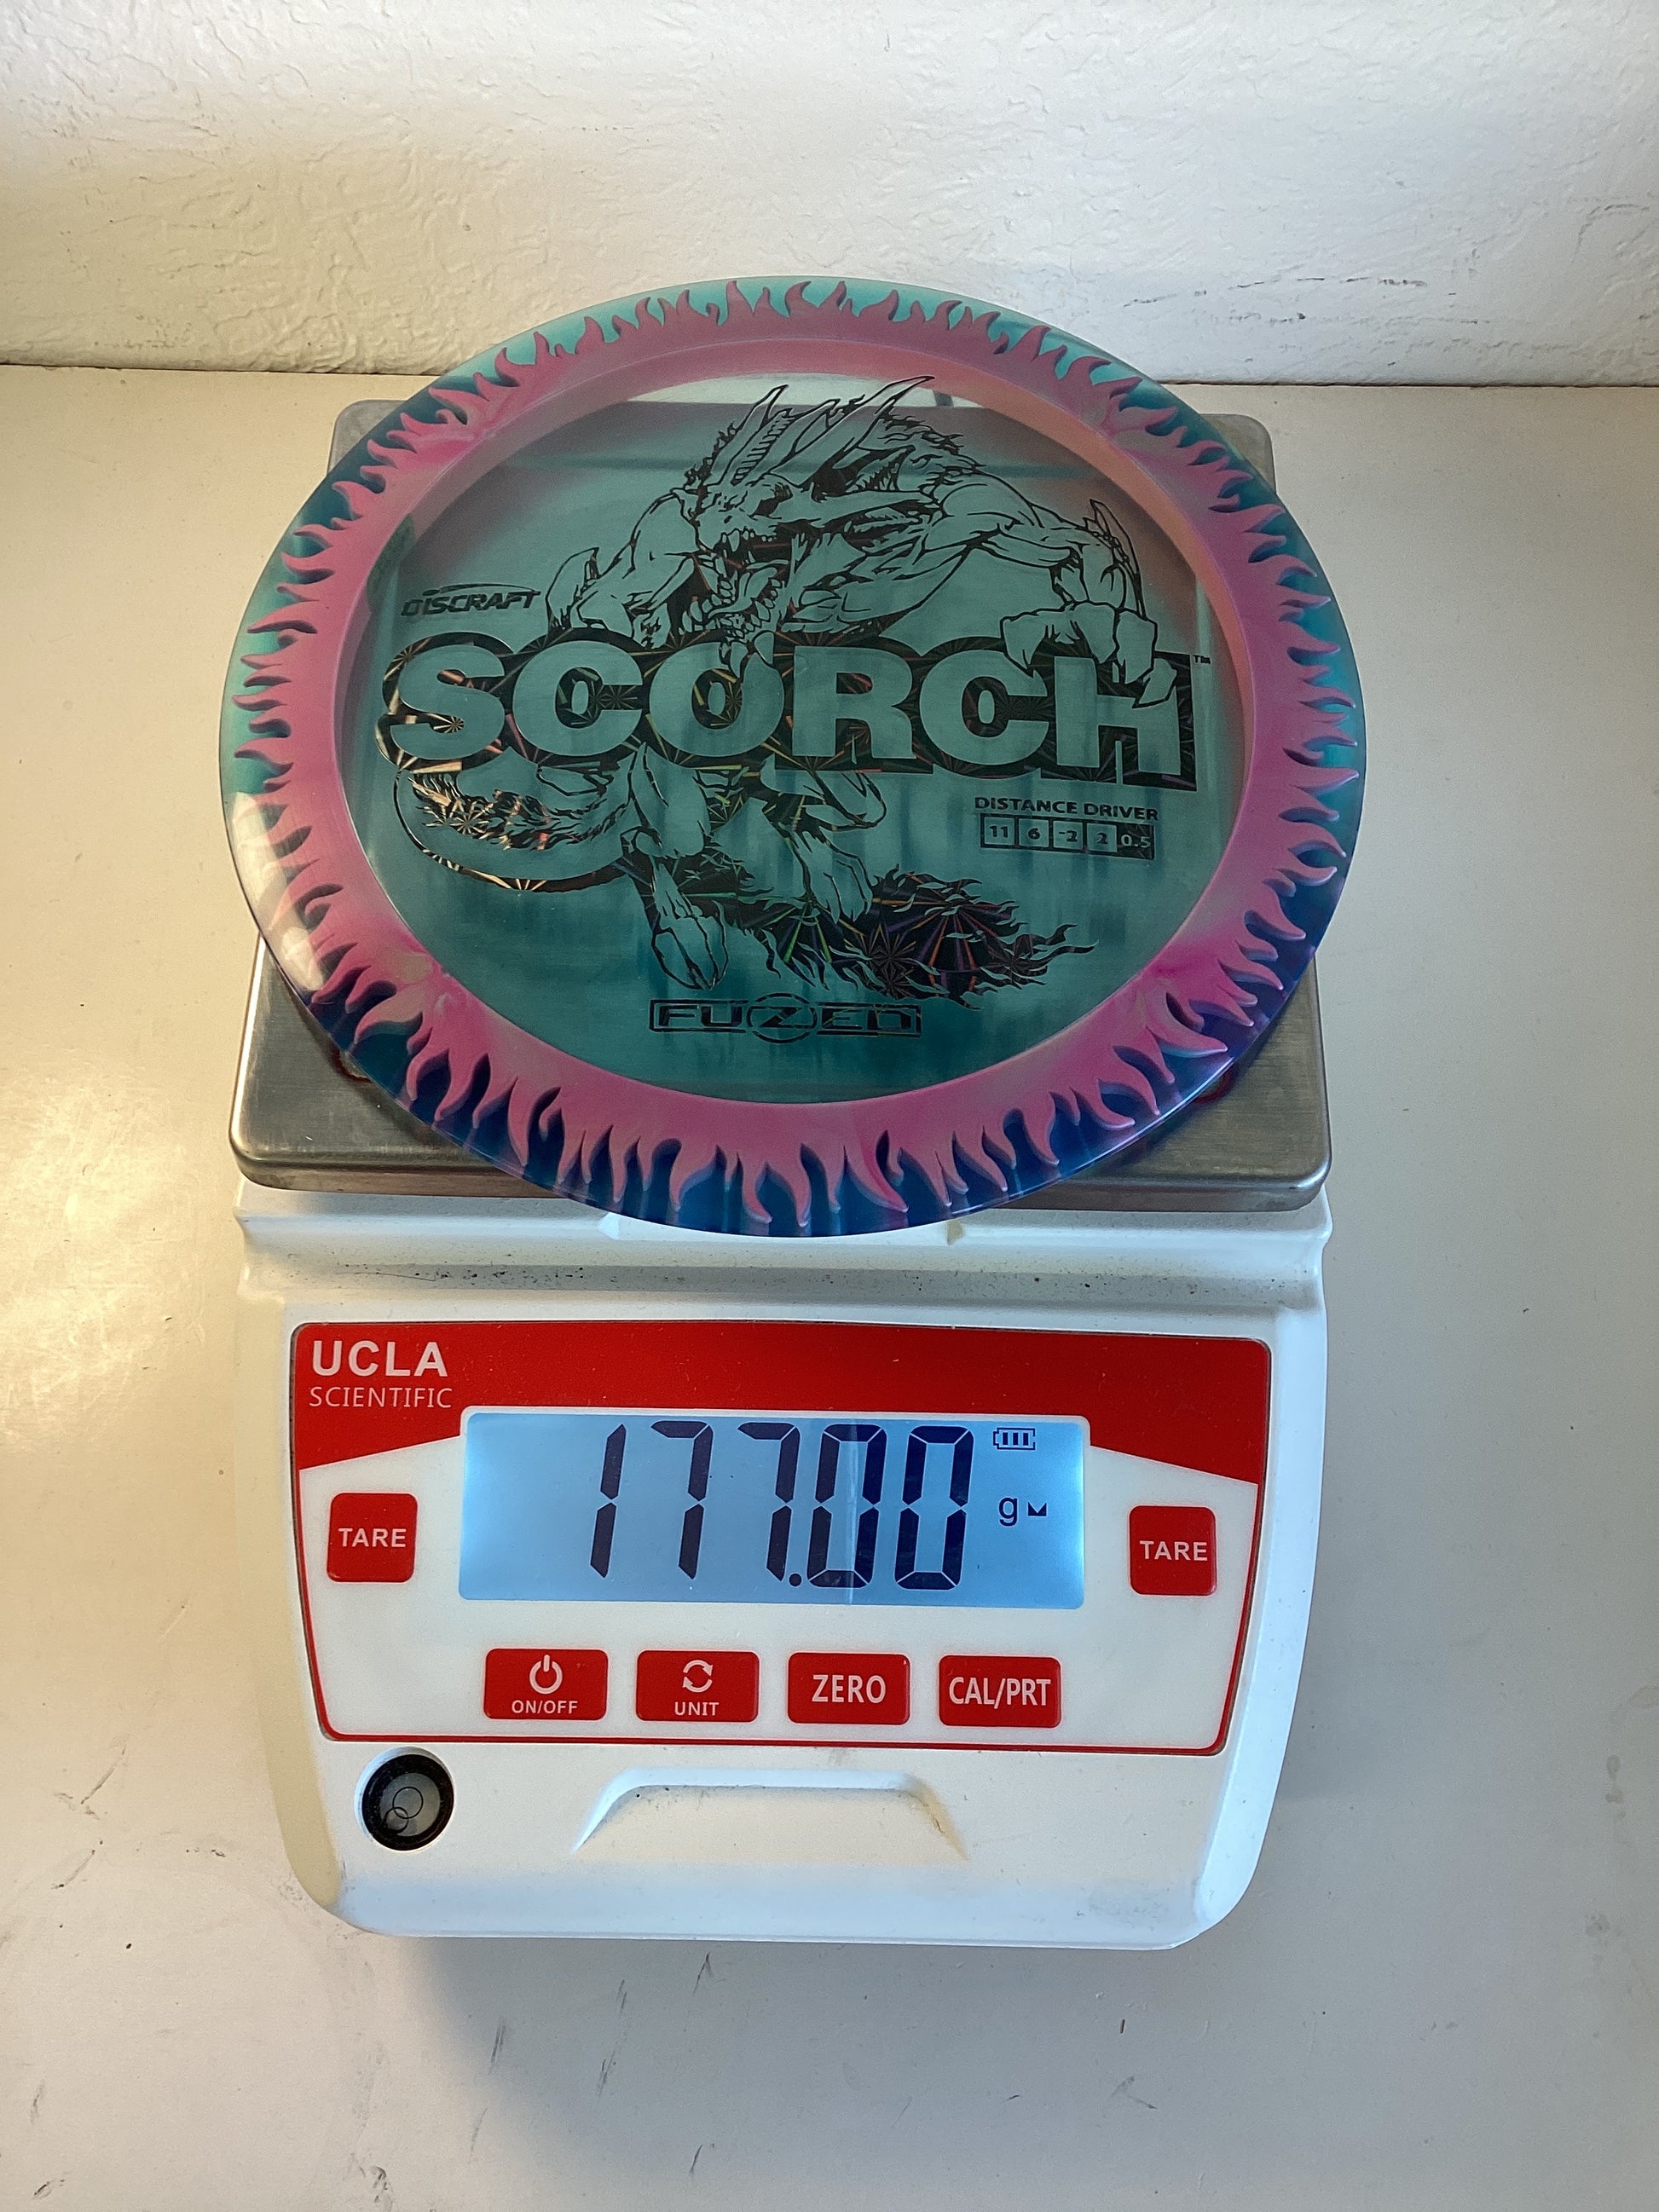 DISCRAFT
SCORCH™
DISTANCE DRIVER
11 6 -2 2 0.5
FUZED
UCLA
SCIENTIFIC
177.00 g
TARE
TARE
ON/OFF
UNIT
ZERO
CAL/PRT